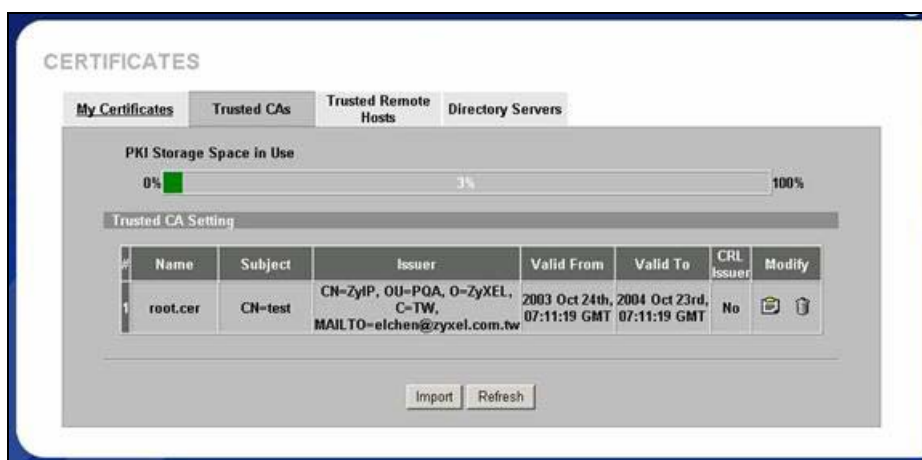 CERTIFICATES
My Certificates
Trusted CAs
Trusted Remote
Hosts
Directory Servers
PKI Storage Space in Use
0%
3%
100%
Trusted CA Setting
# Name Subject Issuer Valid From Valid To CRL Issuer Modify
1 root.cer CN=test CN=ZyIP, OU=PQA, O=ZyXEL, C=TW, MAILTO=elchen@zyxel.com.tw 2003 Oct 24th, 07:11:19 GMT 2004 Oct 23rd, 07:11:19 GMT No
Import Refresh